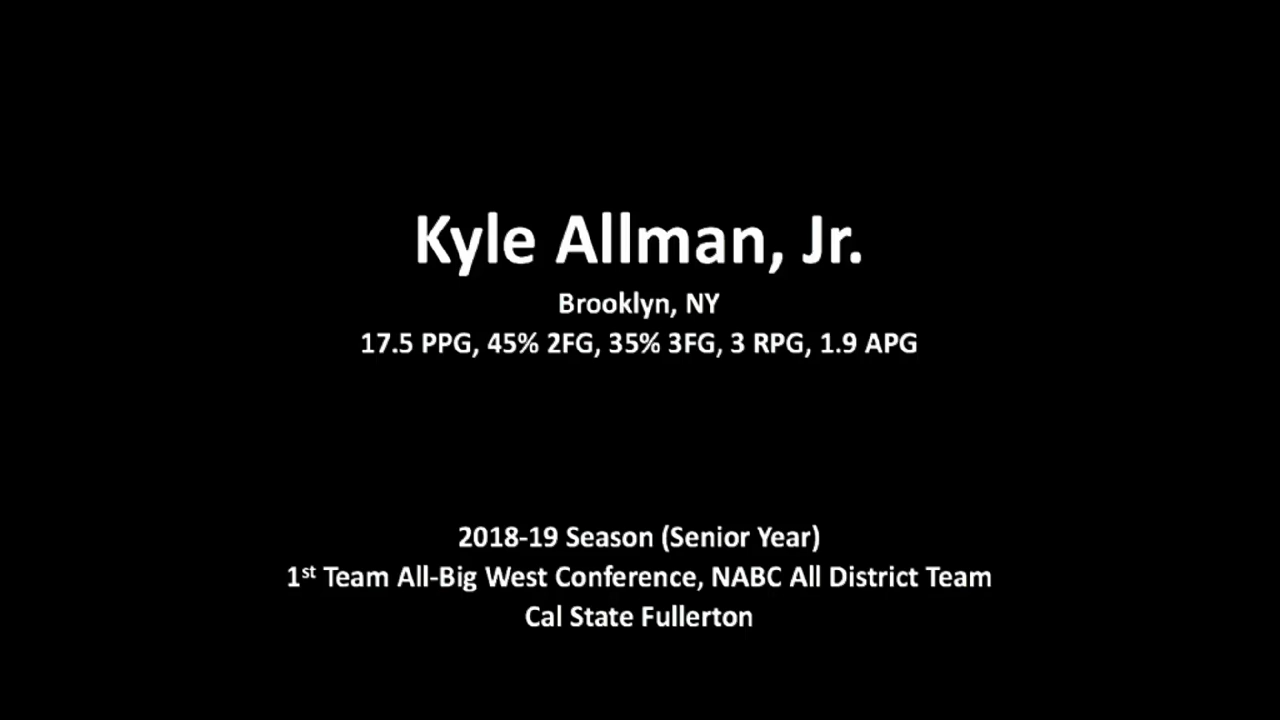 Kyle Allman, Jr.
Brooklyn, NY
17.5 PPG, 45% 2FG, 35% 3FG, 3 RPG, 1.9 APG
2018-19 Season (Senior Year)
1st Team All-Big West Conference, NABC All District Team
Cal State Fullerton